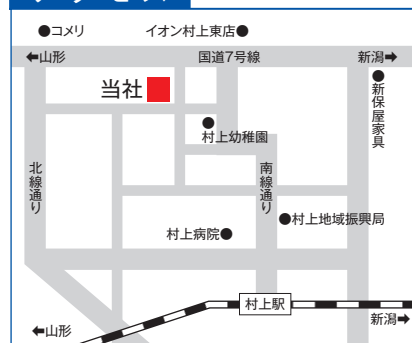 ●コメリ
イオン村上東店●
←山形
国道7号線
新潟→
当社
●新保屋家具
●村上幼稚園
北線通り
南線通り
●村上地域振興局
村上病院●
村上駅
←山形
新潟→